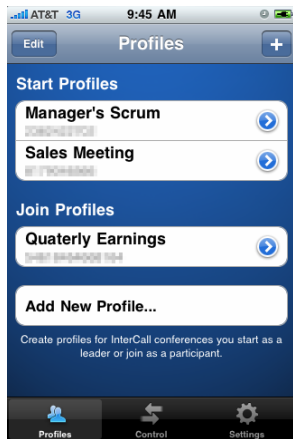 AT&T 3G 9:45 AM
Edit Profiles +
Start Profiles
Manager's Scrum
Sales Meeting
Join Profiles
Quaterly Earnings
Add New Profile...
Create profiles for InterCall conferences you start as a
leader or join as a participant.
Profiles Control Settings